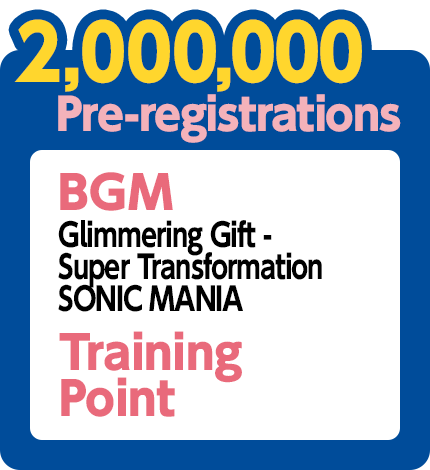 2,000,000
Pre-registrations
BGM
Glimmering Gift -
Super Transformation
SONIC MANIA
Training
Point